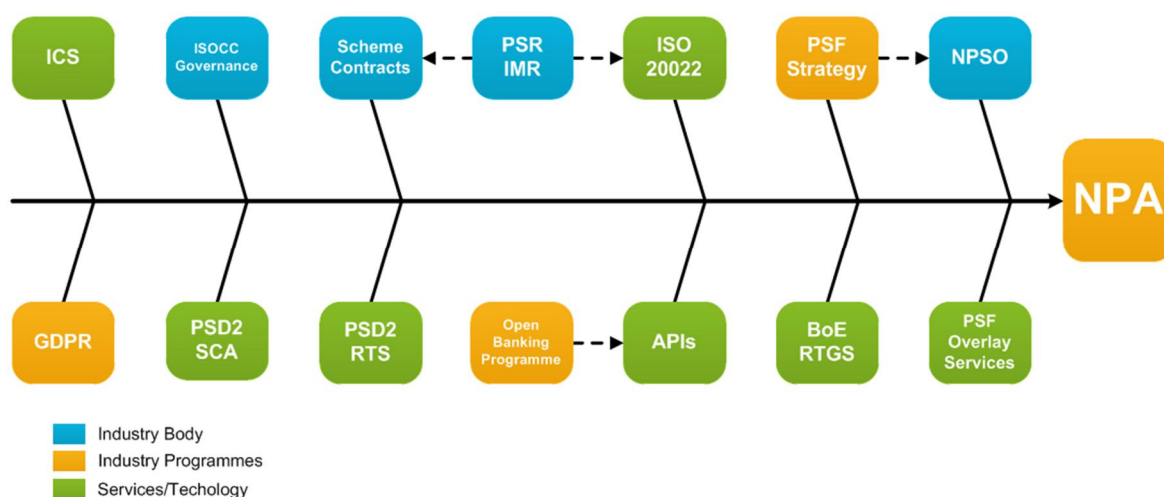 ICS
ISOCC
Governance
Scheme
Contracts
PSR
IMR
ISO
20022
PSF
Strategy
NPSO
NPA
GDPR
PSD2
SCA
PSD2
RTS
Open
Banking
Programme
APIs
BoE
RTGS
PSF
Overlay
Services
Industry Body
Industry Programmes
Services/Techology